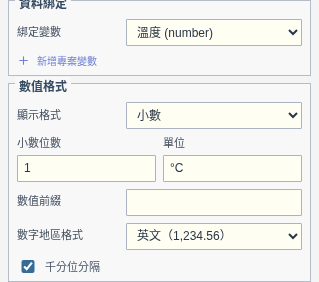 資料綁定
綁定變數
溫度 (number)
+ 新增專案變數
數值格式
顯示格式
小數
小數位數
單位
1
°C
數值前綴
數字地區格式
英文（1,234.56）
千分位分隔